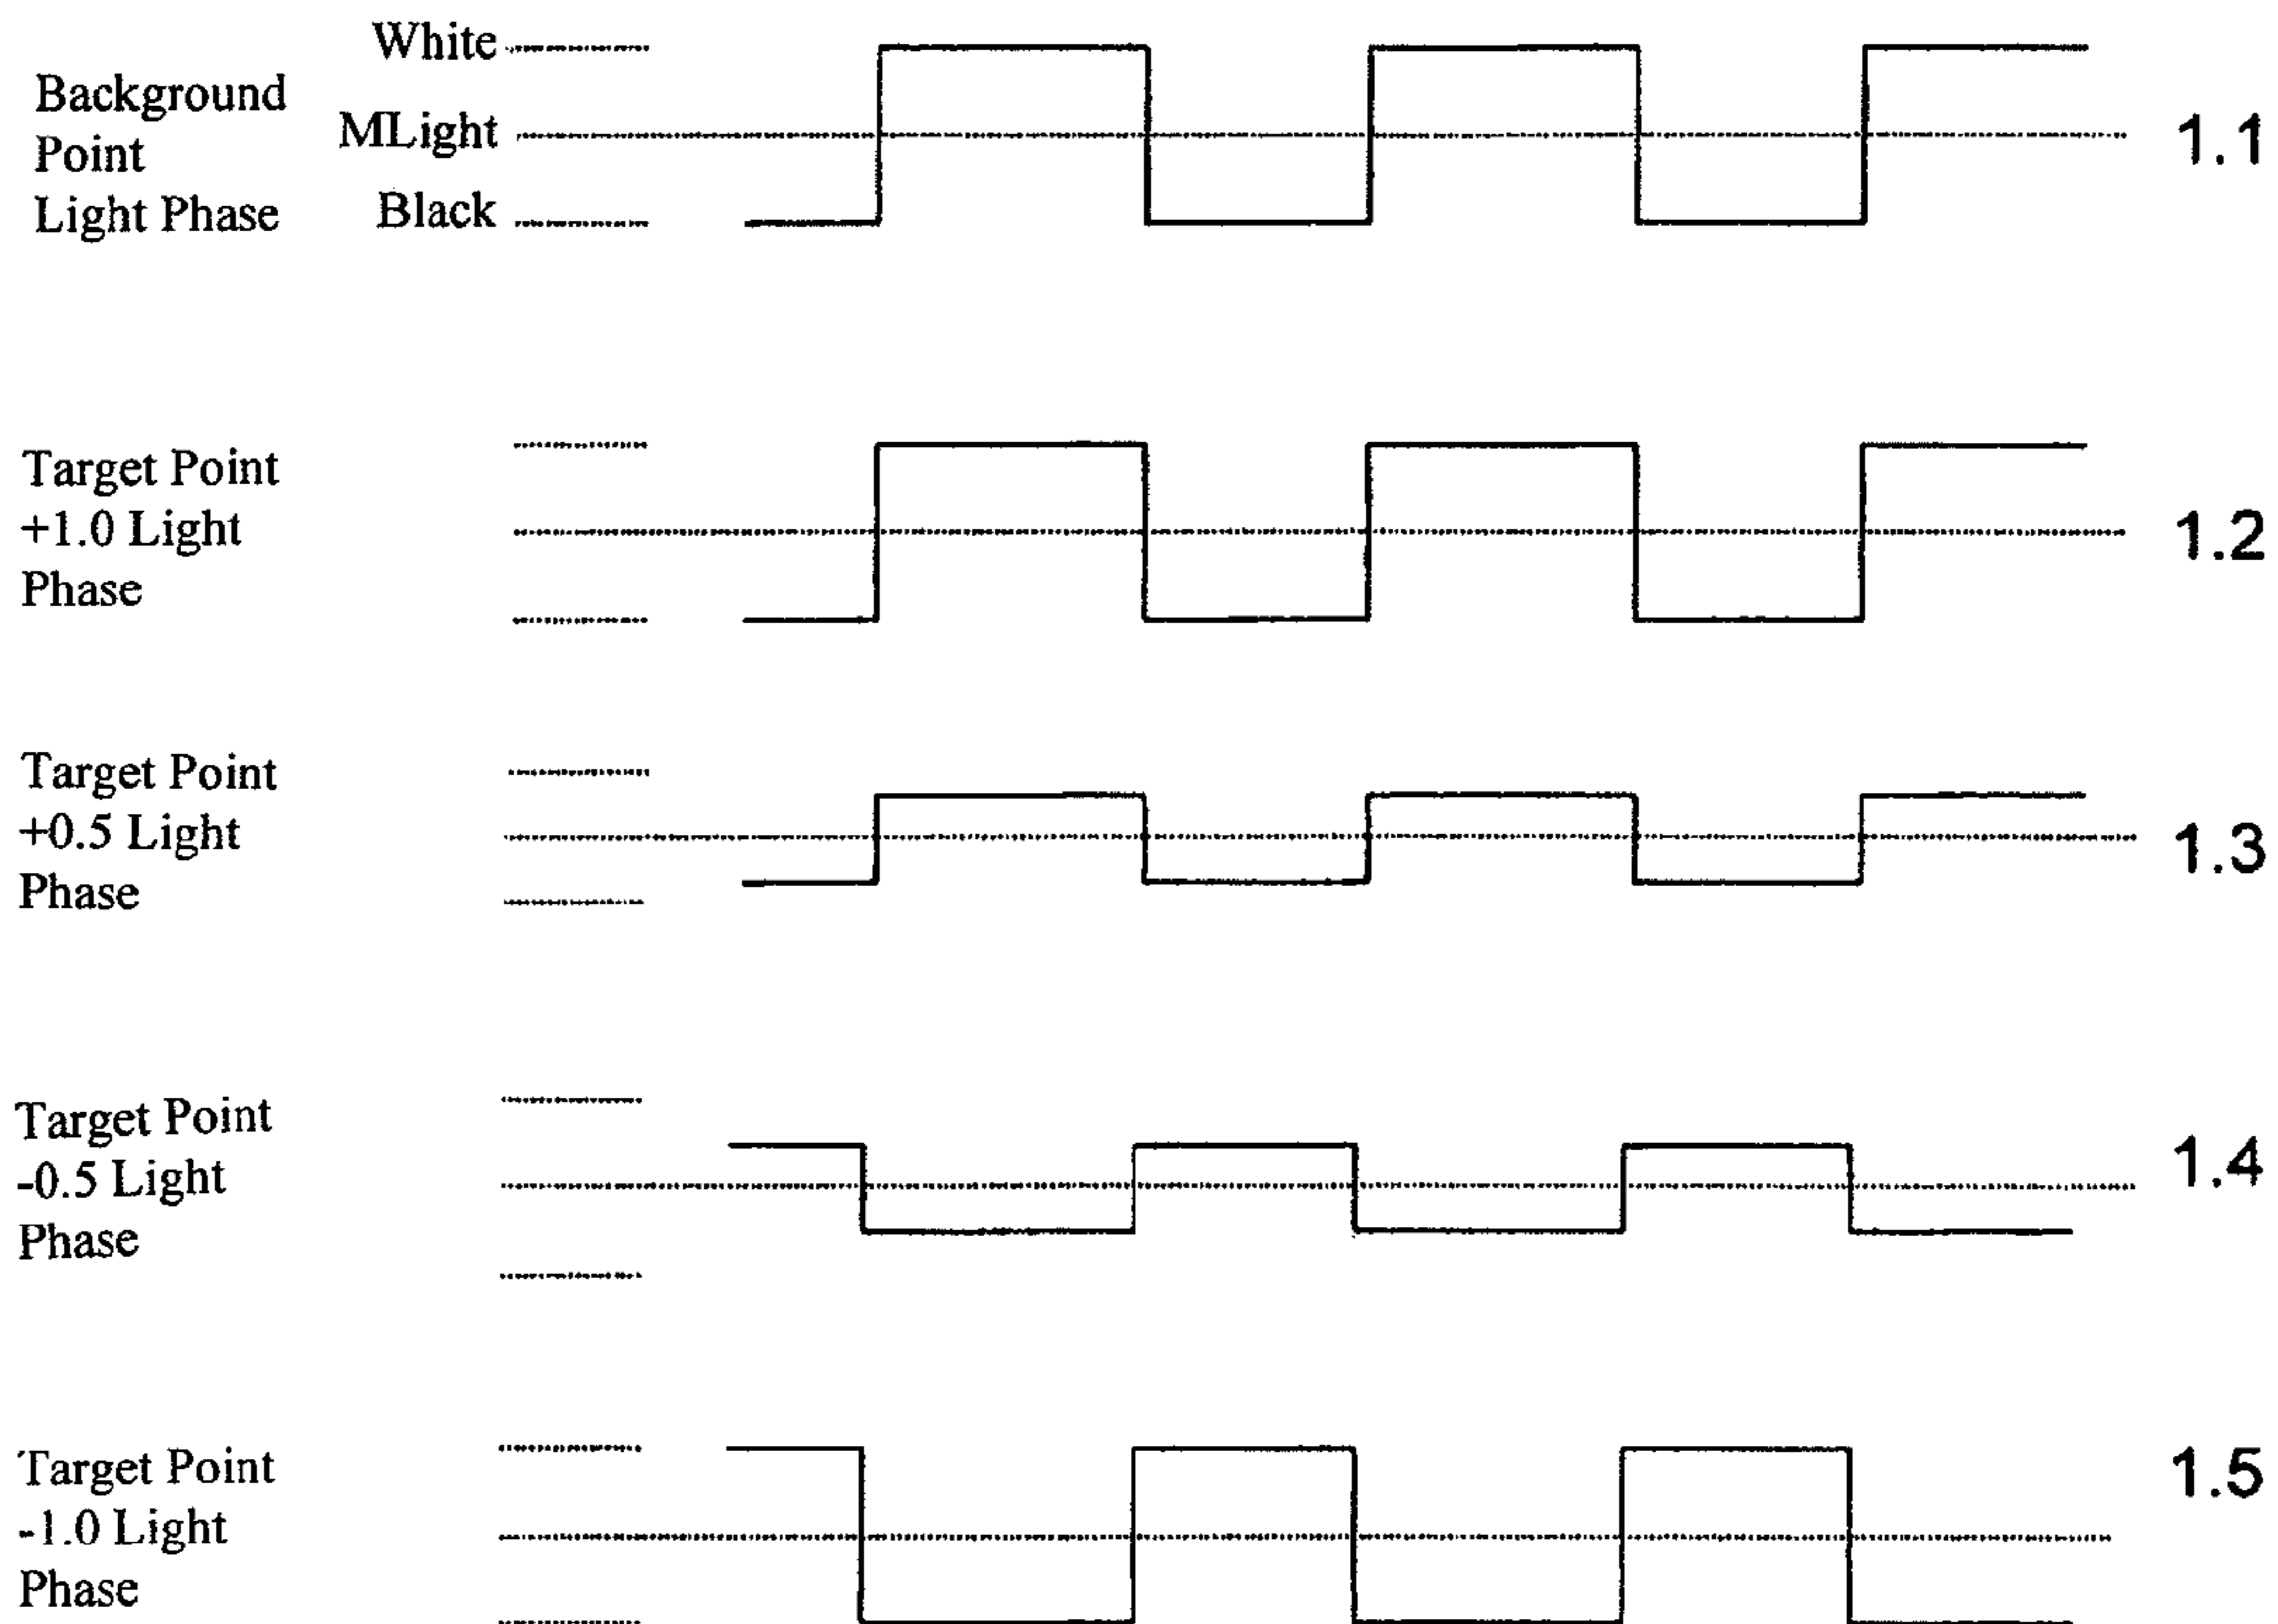 White
Background
Point
Light Phase
MLight
Black
1.1
Target Point
+1.0 Light
Phase
1.2
Target Point
+0.5 Light
Phase
1.3
Target Point
-0.5 Light
Phase
1.4
Target Point
-1.0 Light
Phase
1.5